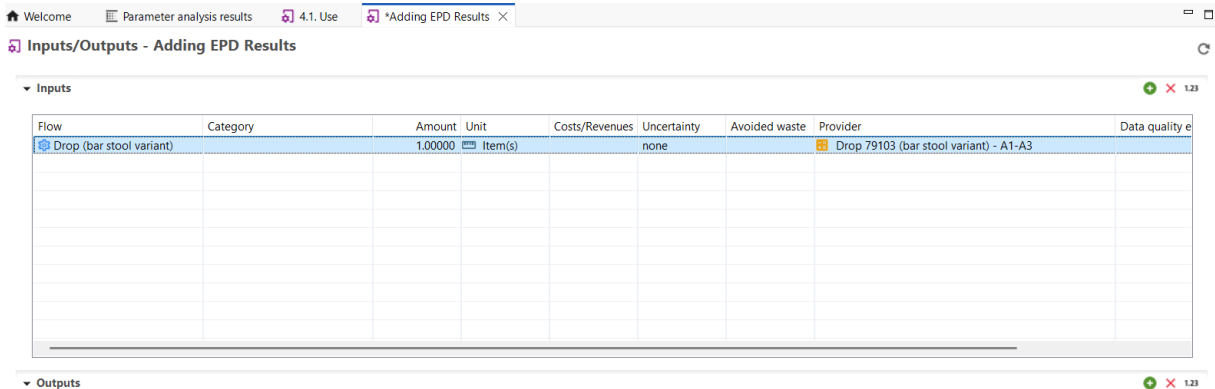 Welcome Parameter analysis results 4.1. Use *Adding EPD Results
Inputs/Outputs - Adding EPD Results
Inputs 1.23
Flow Category Amount Unit Costs/Revenues Uncertainty Avoided waste Provider Data quality e
Drop (bar stool variant) 1.00000 Item(s) none Drop 79103 (bar stool variant) - A1-A3
Outputs 1.23